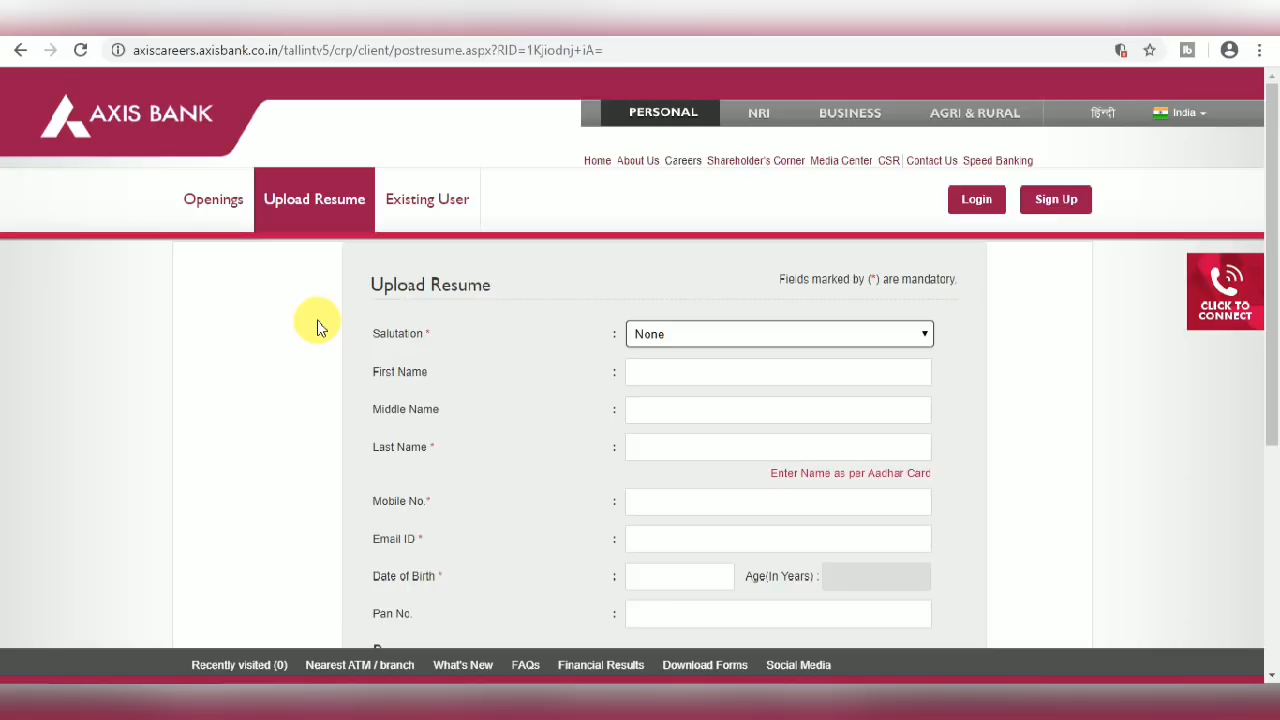 axiscareers.axisbank.co.in/tallintv5/crp/client/postresume.aspx?RID=1Kjiodnj+iA=
AXIS BANK
PERSONAL NRI BUSINESS AGRI & RURAL हिन्दी India
Home About Us Careers Shareholder's Corner Media Center CSR Contact Us Speed Banking
Openings Upload Resume Existing User Login Sign Up
Upload Resume Fields marked by (*) are mandatory.
CLICK TO
CONNECT
Salutation * : None
First Name :
Middle Name :
Last Name * :
Enter Name as per Aadhar Card
Mobile No.* :
Email ID * :
Date of Birth * : Age(In Years) :
Pan No. :
Recently visited (0) Nearest ATM / branch What's New FAQs Financial Results Download Forms Social Media